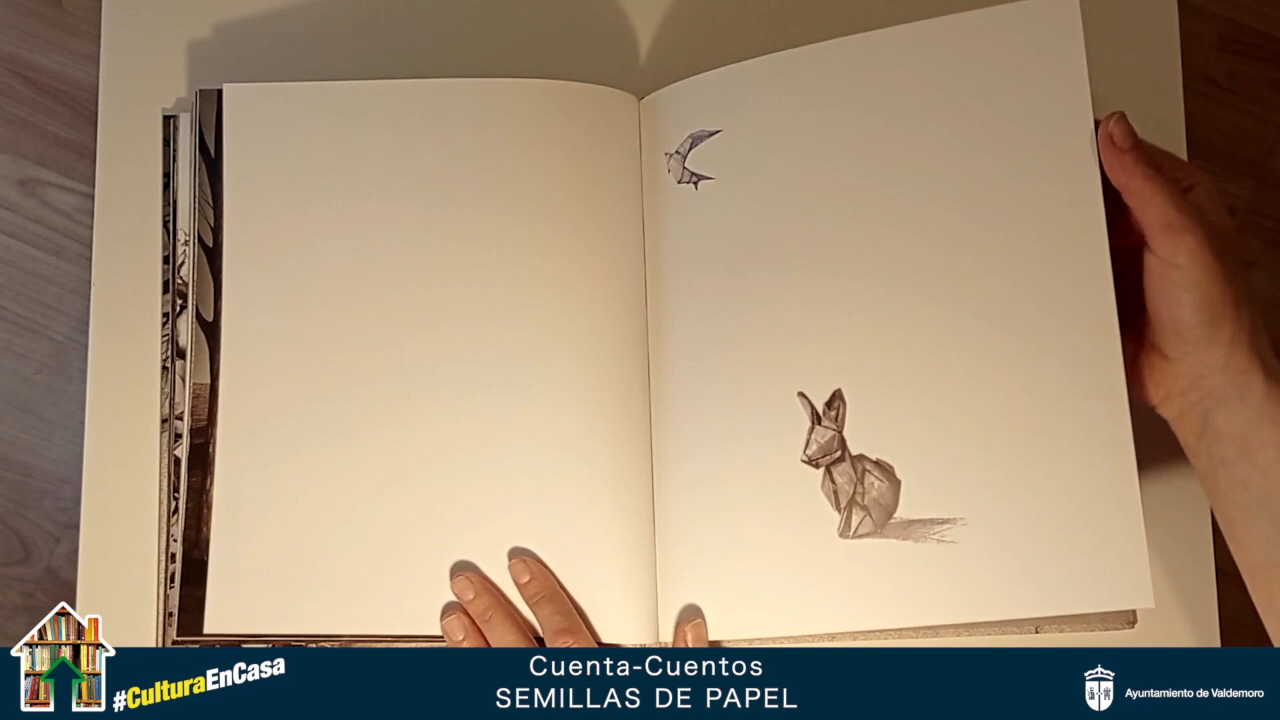 Cuenta-Cuentos
SEMILLAS DE PAPEL
#CulturaEnCasa
Ayuntamiento de Valdemoro